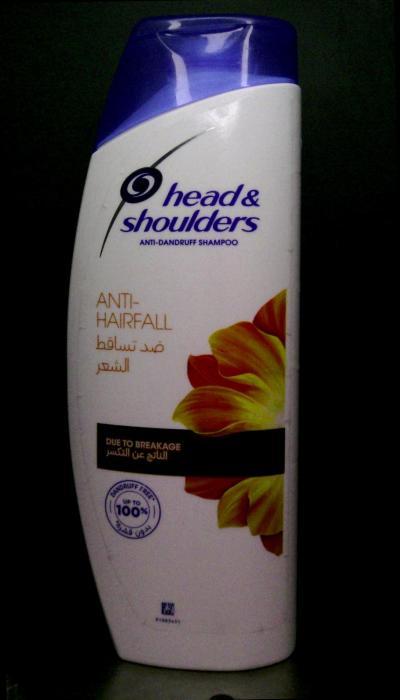 head &
shoulders
ANTI-DANDRUFF SHAMPOO
ANTI-
HAIRFALL
ضد تساقط
الشعر
DUE TO BREAKAGE
الناتج عن التكسر
DANDRUFF FREE*
UP TO
100%
بدون قشرة*